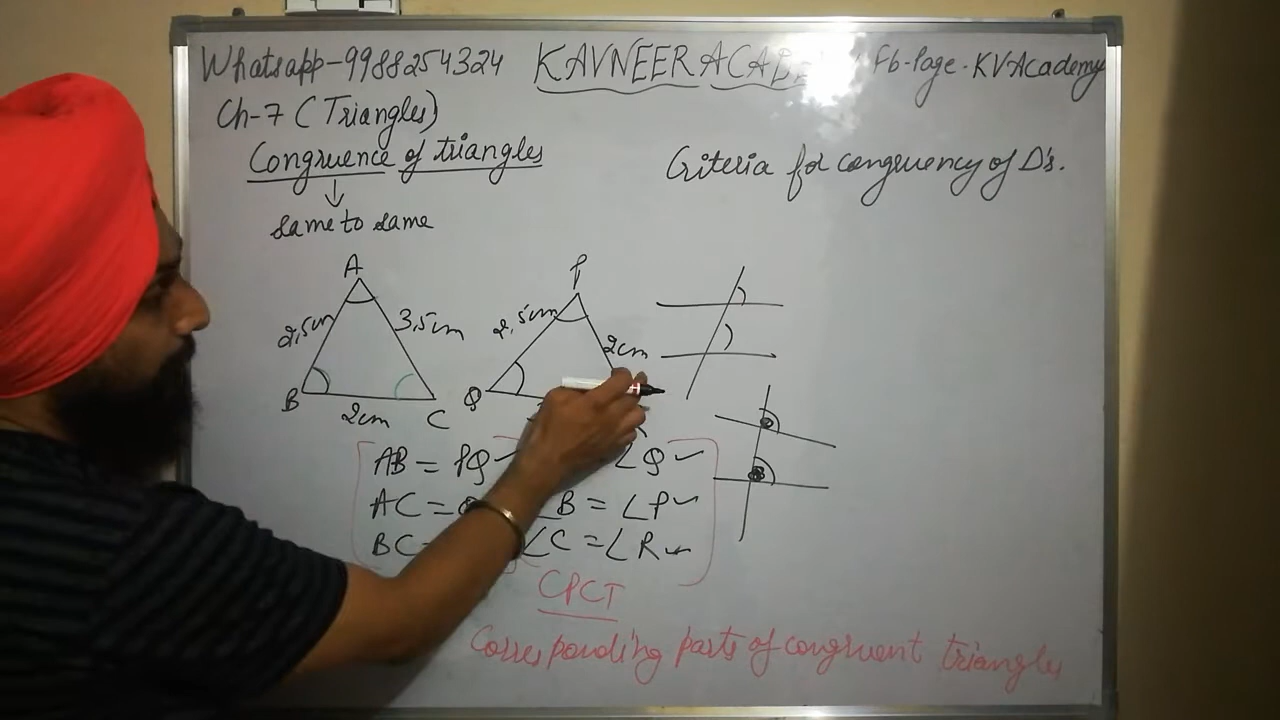 Whatsapp-9988254324 KAVNEER ACAD Fb-Page-KVAcademy
Ch-7 (Triangles)
Congruence of triangles
Criteria for congruency of Δ's.
↓
Same to same
A
P
2,5cm
3,5cm
2,5cm
2cm
B
2cm
C
Q
AB = PQ ✓ ∠Q ✓
AC = ∠B = ∠P ✓
BC = ∠C = ∠R ✓
CPCT
Corresponding parts of congruent triangles